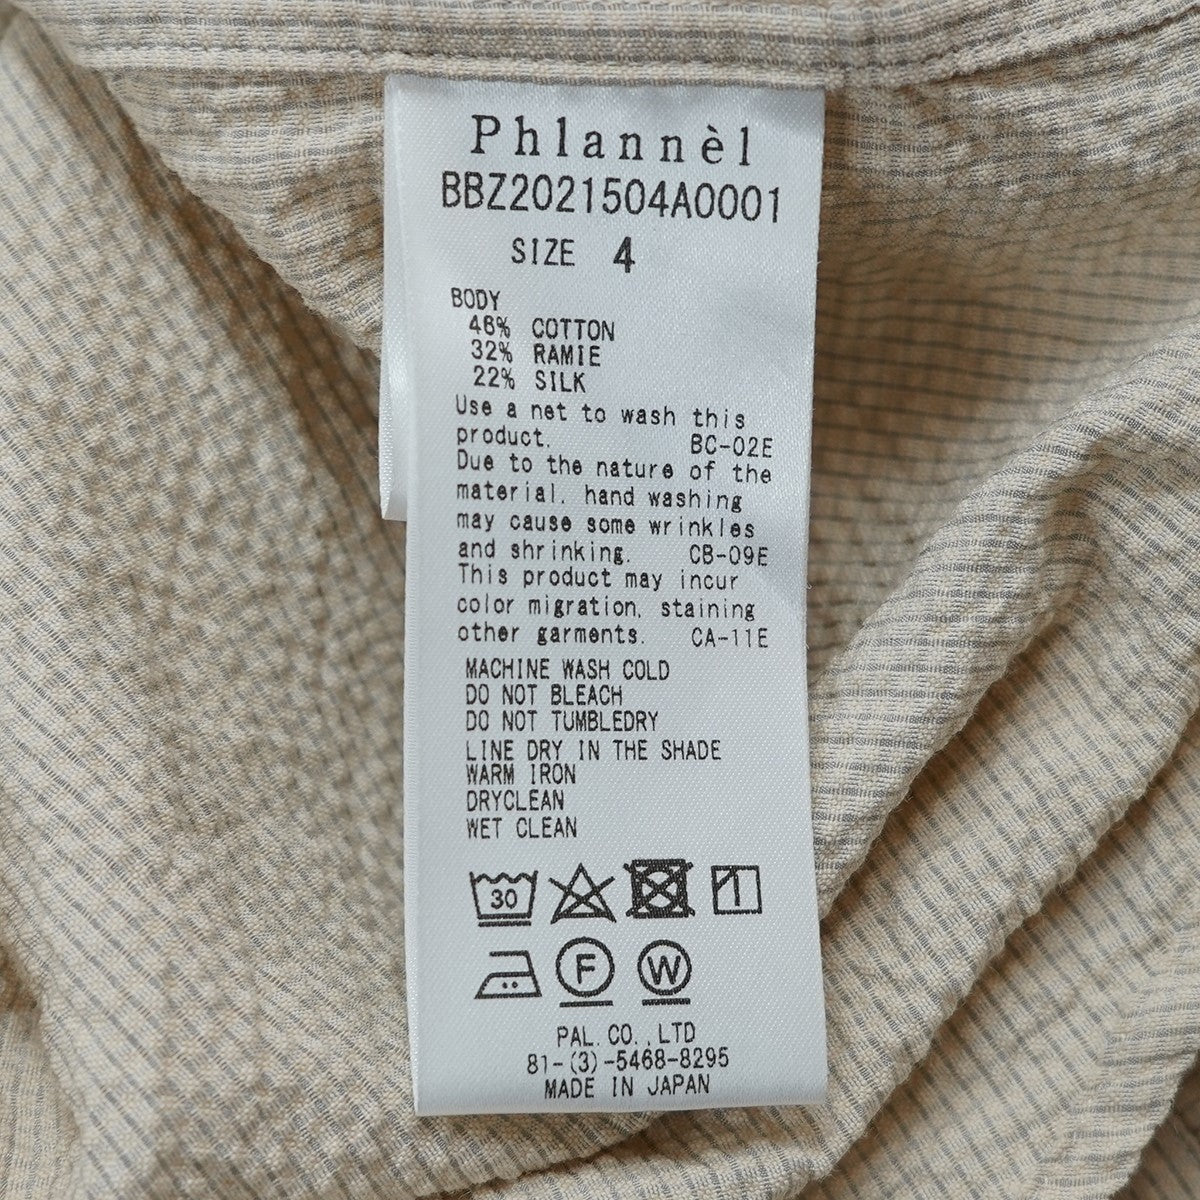 Phlannèl
BBZ2021504A0001
SIZE 4
BODY
46% COTTON
32% RAMIE
22% SILK
Use a net to wash this
product. BC-02E
Due to the nature of the
material. hand washing
may cause some wrinkles
and shrinking. CB-09E
This product may incur
color migration, staining
other garments. CA-11E
MACHINE WASH COLD
DO NOT BLEACH
DO NOT TUMBLEDRY
LINE DRY IN THE SHADE
WARM IRON
DRYCLEAN
WET CLEAN
30
F W
PAL. CO., LTD
81-(3)-5468-8295
MADE IN JAPAN